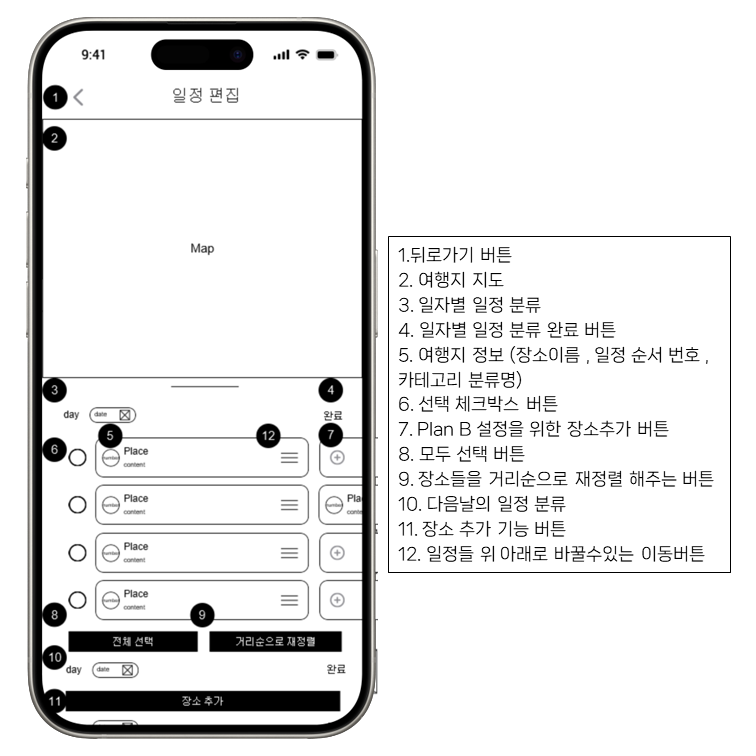 9:41
1
일정 편집
2
Map
3
4
day
date
완료
6
5
12
7
number
Place
content
number
Place
content
number
Pla
conte
number
Place
content
number
Place
content
8
9
전체 선택
거리순으로 재정렬
10
day
date
완료
11
장소 추가
1.뒤로가기 버튼
2. 여행지 지도
3. 일자별 일정 분류
4. 일자별 일정 분류 완료 버튼
5. 여행지 정보 (장소이름 , 일정 순서 번호 ,
카테고리 분류명)
6. 선택 체크박스 버튼
7. Plan B 설정을 위한 장소추가 버튼
8. 모두 선택 버튼
9. 장소들을 거리순으로 재정렬 해주는 버튼
10. 다음날의 일정 분류
11. 장소 추가 기능 버튼
12. 일정들 위 아래로 바꿀수있는 이동버튼